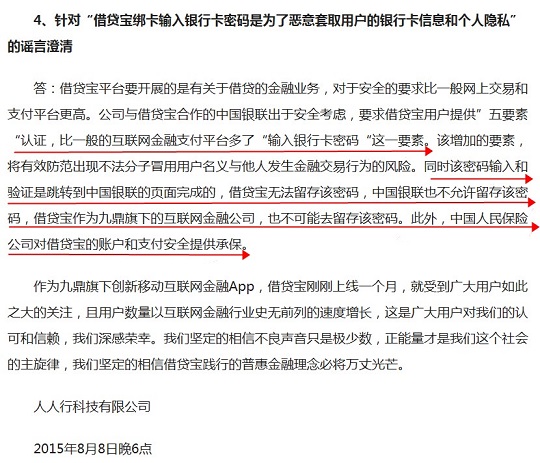 4、针对“借贷宝绑卡输入银行卡密码是为了恶意套取用户的银行卡信息和个人隐私”
的谣言澄清
答：借贷宝平台要开展的是有关于借贷的金融业务，对于安全的要求比一般网上交易和
支付平台更高。公司与借贷宝合作的中国银联出于安全考虑，要求借贷宝用户提供”五要素
“认证，比一般的互联网金融支付平台多了“输入银行卡密码“这一要素。该增加的要素，
将有效防范出现不法分子冒用用户名义与他人发生金融交易行为的风险。同时该密码输入和
验证是跳转到中国银联的页面完成的，借贷宝无法留存该密码，中国银联也不允许留存该密
码，借贷宝作为九鼎旗下的互联网金融公司，也不可能去留存该密码。此外，中国人民保险
公司对借贷宝的账户和支付安全提供承保。
作为九鼎旗下创新移动互联网金融App，借贷宝刚刚上线一个月，就受到广大用户如此
之大的关注，且用户数量以互联网金融行业史无前列的速度增长，这是广大用户对我们的认
可和信赖，我们深感荣幸。我们坚定的相信不良声音只是极少数，正能量才是我们这个社会
的主旋律，我们坚定的相信借贷宝践行的普惠金融理念必将万丈光芒。
人人行科技有限公司
2015年8月8日晚6点